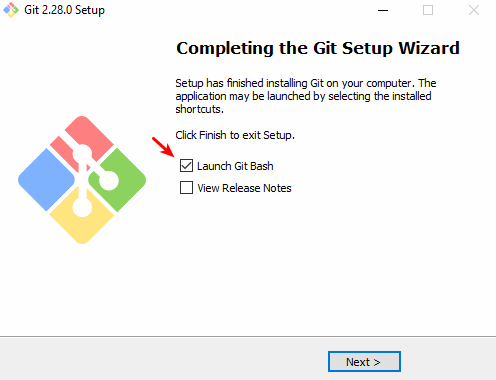 Git 2.28.0 Setup
Completing the Git Setup Wizard
Setup has finished installing Git on your computer. The
application may be launched by selecting the installed
shortcuts.
Click Finish to exit Setup.
Launch Git Bash
View Release Notes
Next >